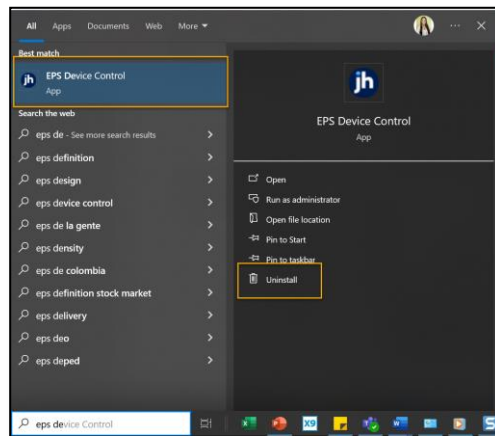 All Apps Documents Web More
Best match
jh EPS Device Control
App
Search the web
eps de - See more search results
eps definition
eps design
eps device control
eps de la gente
eps density
eps de colombia
eps definition stock market
eps delivery
eps deo
eps deped
jh
EPS Device Control
App
Open
Run as administrator
Open file location
Pin to Start
Pin to taskbar
Uninstall
eps device Control
X9